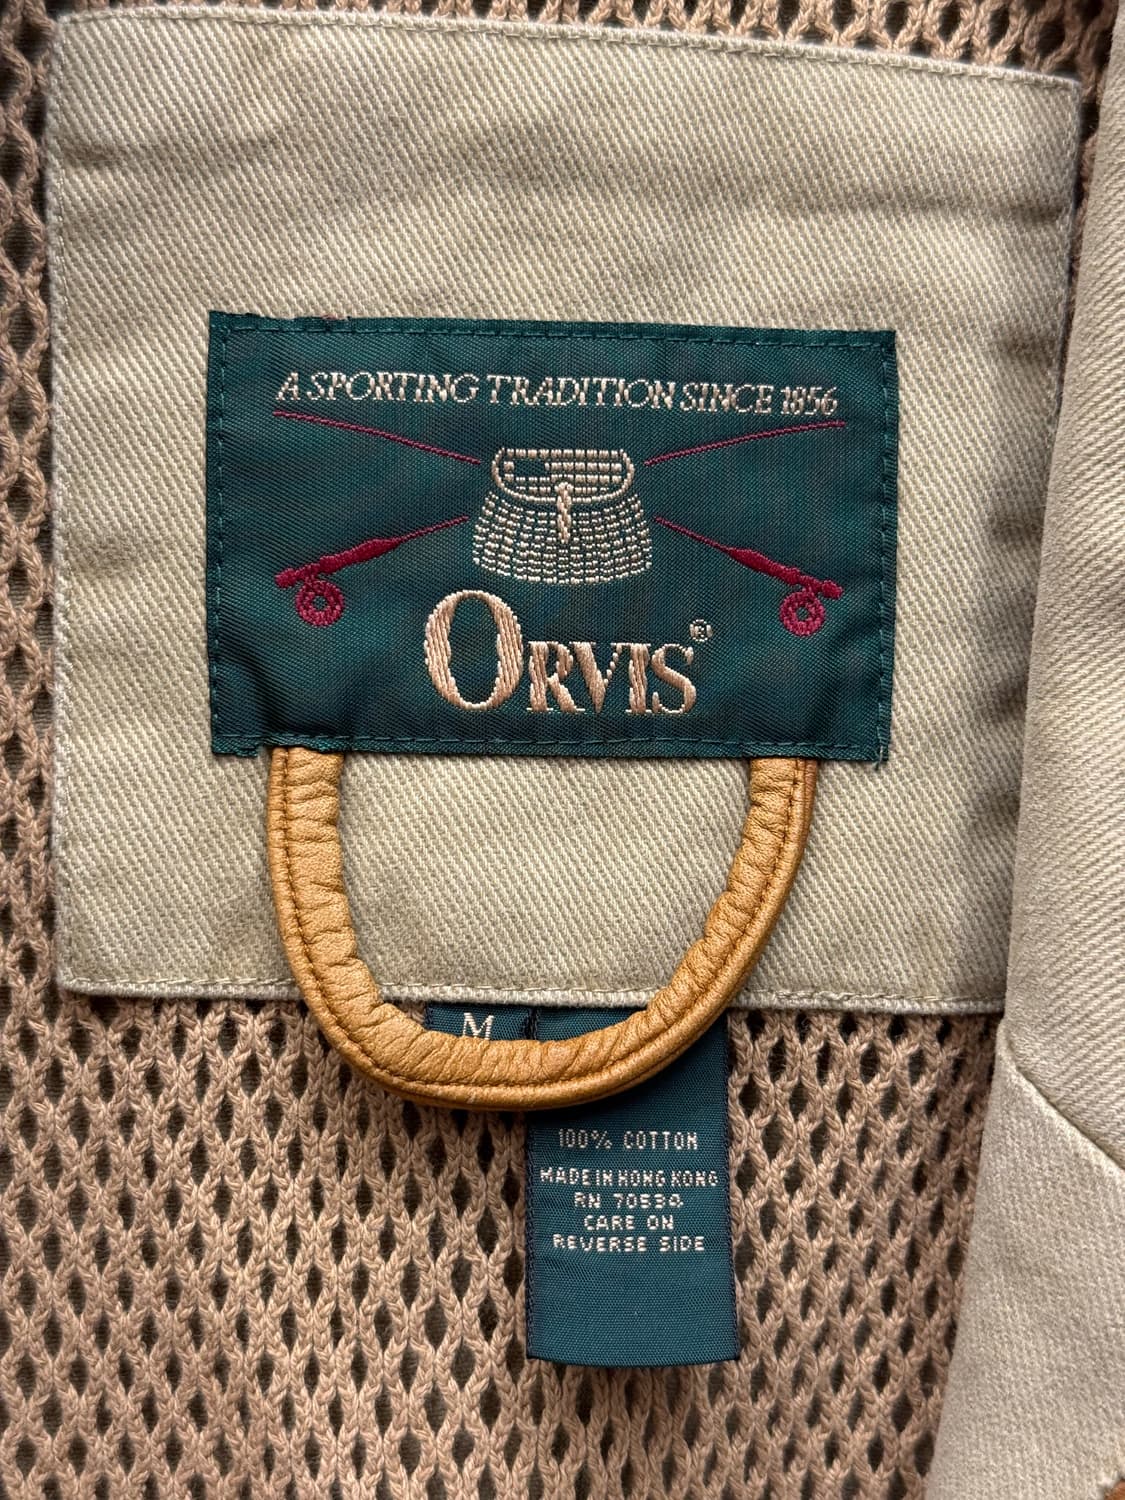 A SPORTING TRADITION SINCE 1856
ORVIS®
M
100% COTTON
MADE IN HONG KONG
RN 70534
CARE ON
REVERSE SIDE